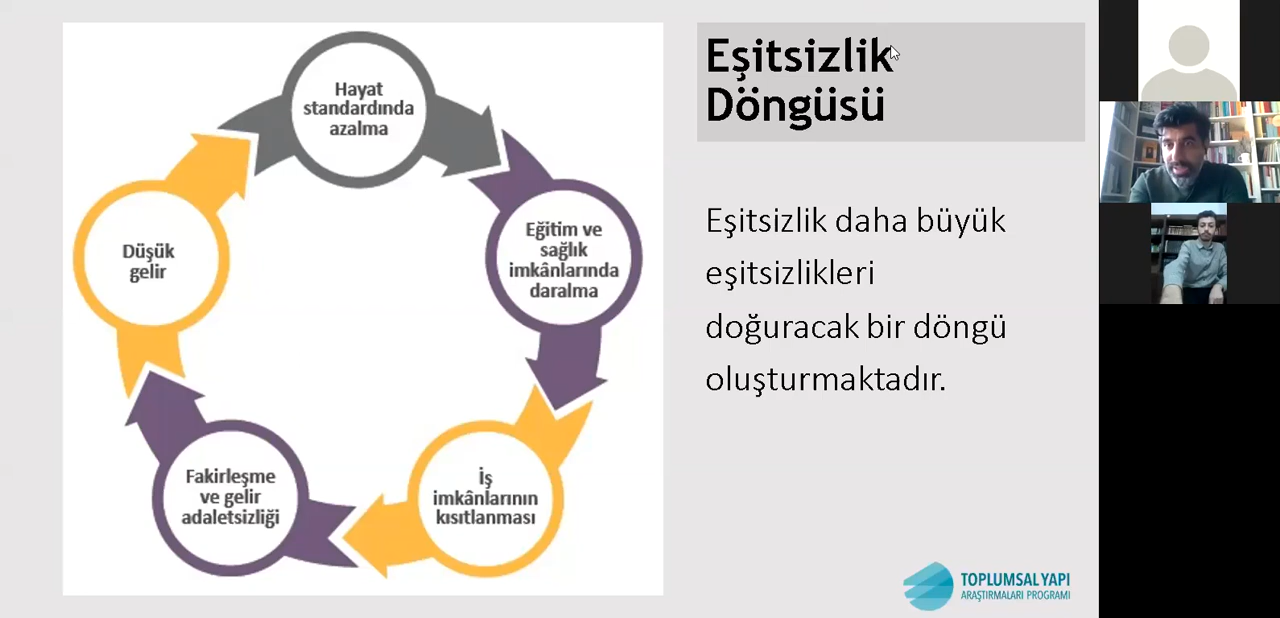 Eşitsizlik
Döngüsü
Hayat
standardında
azalma
Eğitim ve
sağlık
imkânlarında
daralma
İş
imkânlarının
kısıtlanması
Fakirleşme
ve gelir
adaletsizliği
Düşük
gelir
Eşitsizlik daha büyük
eşitsizlikleri
doğuracak bir döngü
oluşturmaktadır.
TOPLUMSAL YAPI
ARAŞTIRMALARI PROGRAMI